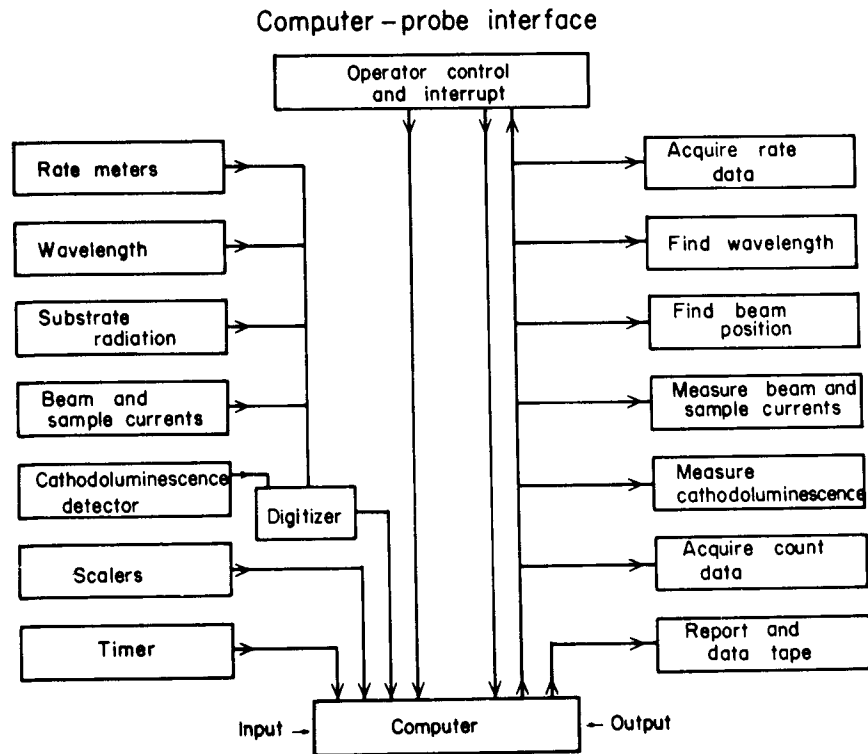 Computer - probe interface
Operator control
and interrupt
Rate meters
Wavelength
Substrate
radiation
Beam and
sample currents
Cathodoluminescence
detector
Digitizer
Scalers
Timer
Acquire rate
data
Find wavelength
Find beam
position
Measure beam and
sample currents
Measure
cathodoluminescence
Acquire count
data
Report and
data tape
Input
Computer
Output